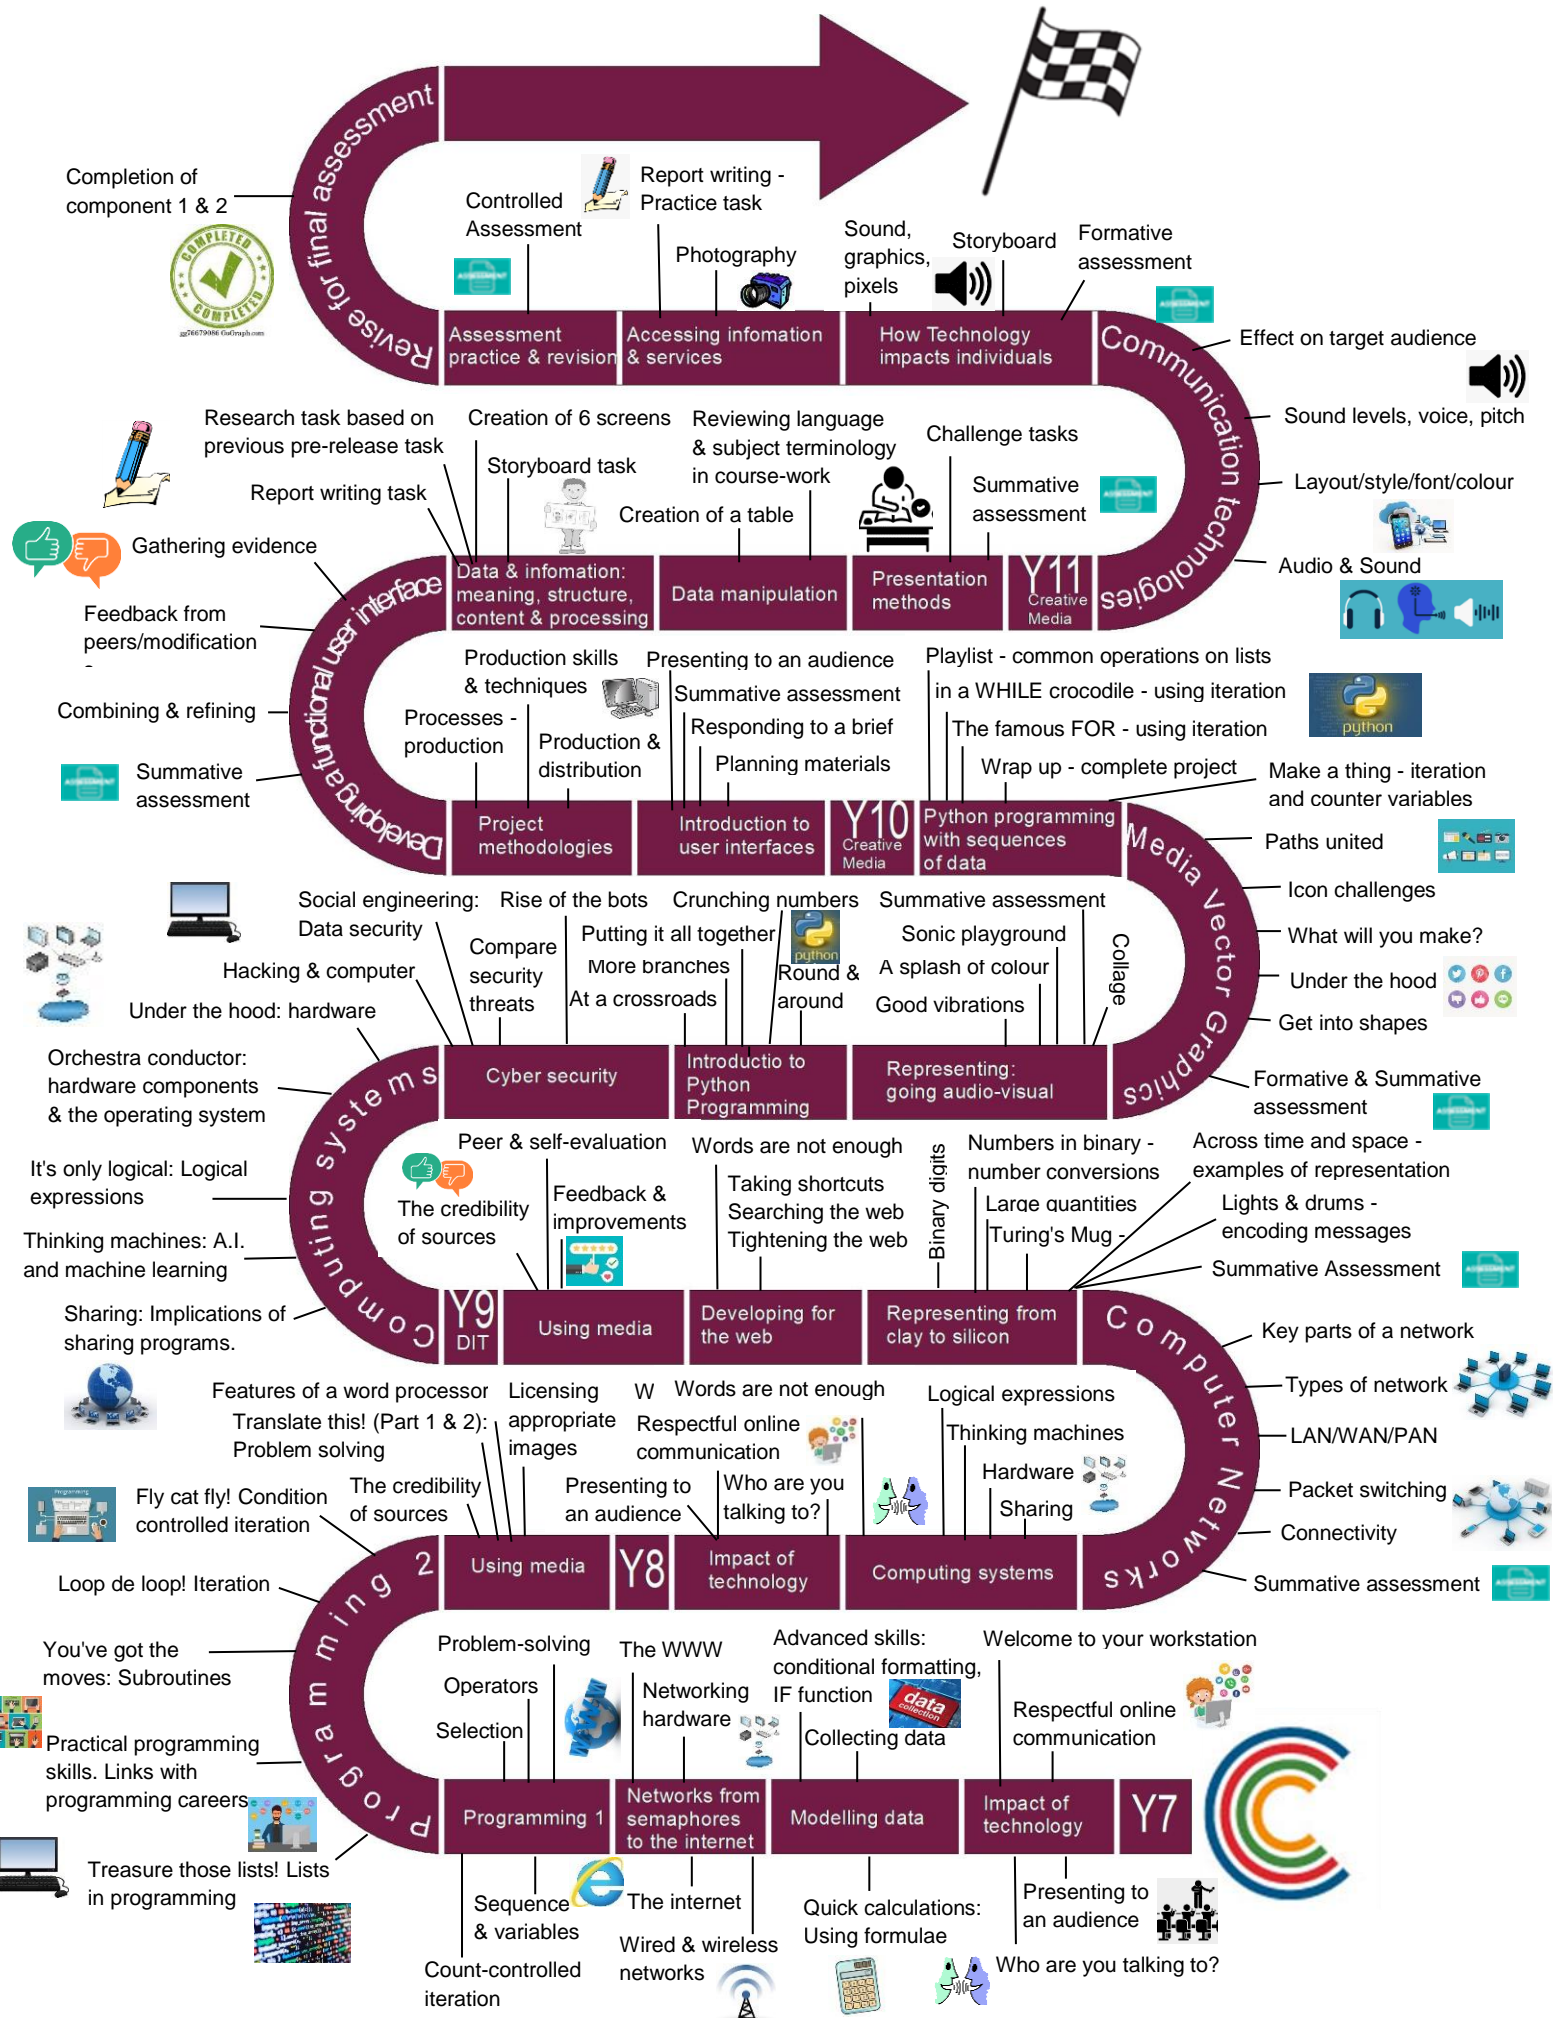 Revise for final assessment
Completion of
component 1 & 2
COMPLETED
COMPLETED
gg76679086 GoGraph.com
Controlled
Assessment
ASSESSMENT
Report writing -
Practice task
Photography
Sound,
graphics,
pixels
Storyboard
Formative
assessment
ASSESSMENT
Assessment
practice & revision
Accessing infomation
& services
How Technology
impacts individuals
Communication technologies
Effect on target audience
Sound levels, voice, pitch
Layout/style/font/colour
Audio & Sound
Research task based on
previous pre-release task
Report writing task
Creation of 6 screens
Storyboard task
Reviewing language
& subject terminology
in course-work
Creation of a table
Challenge tasks
Summative
assessment
ASSESSMENT
Data & infomation:
meaning, structure,
content & processing
Data manipulation
Presentation
methods
Y11
Creative
Media
Developing a functional user interface
Gathering evidence
Feedback from
peers/modification
Combining & refining
Summative
assessment
ASSESSMENT
Production skills
& techniques
Processes -
production
Production &
distribution
Presenting to an audience
Summative assessment
Responding to a brief
Planning materials
Playlist - common operations on lists
in a WHILE crocodile - using iteration
The famous FOR - using iteration
Wrap up - complete project
python
Make a thing - iteration
and counter variables
Project
methodologies
Introduction to
user interfaces
Y10
Creative
Media
Python programming
with sequences
of data
Media Vector Graphics
Paths united
Icon challenges
What will you make?
Under the hood
Get into shapes
Formative & Summative
assessment
ASSESSMENT
Social engineering:
Data security
Hacking & computer
Under the hood: hardware
Rise of the bots
Compare
security
threats
Crunching numbers
Putting it all together
More branches
At a crossroads
python
Round &
around
Summative assessment
Sonic playground
A splash of colour
Good vibrations
Collage
Cyber security
Introductio to
Python
Programming
Representing:
going audio-visual
Computing systems
Orchestra conductor:
hardware components
& the operating system
It's only logical: Logical
expressions
Thinking machines: A.I.
and machine learning
Sharing: Implications of
sharing programs.
Peer & self-evaluation
The credibility
of sources
Feedback &
improvements
Words are not enough
Taking shortcuts
Searching the web
Tightening the web
Binary digits
Numbers in binary -
number conversions
Large quantities
Turing's Mug -
Across time and space -
examples of representation
Lights & drums -
encoding messages
Summative Assessment
ASSESSMENT
Y9
DIT
Using media
Developing for
the web
Representing from
clay to silicon
Computer Networks
Key parts of a network
Types of network
LAN/WAN/PAN
Packet switching
Connectivity
Summative assessment
ASSESSMENT
Features of a word processor
Translate this! (Part 1 & 2):
Problem solving
The credibility
of sources
Licensing
appropriate
images
W
Words are not enough
Respectful online
communication
Presenting to
an audience
Who are you
talking to?
Logical expressions
Thinking machines
Hardware
Sharing
Using media
Y8
Impact of
technology
Computing systems
Programming 2
Programming
Fly cat fly! Condition
controlled iteration
Loop de loop! Iteration
You've got the
moves: Subroutines
Practical programming
skills. Links with
programming careers
Treasure those lists! Lists
in programming
Problem-solving
Operators
Selection
The WWW
WWW
Networking
hardware
Advanced skills:
conditional formatting,
IF function
data
collection
Collecting data
Welcome to your workstation
Respectful online
communication
Programming 1
Networks from
semaphores
to the internet
Modelling data
Impact of
technology
Y7
Sequence
& variables
Count-controlled
iteration
The internet
Wired & wireless
networks
Quick calculations:
Using formulae
Presenting to
an audience
Who are you talking to?